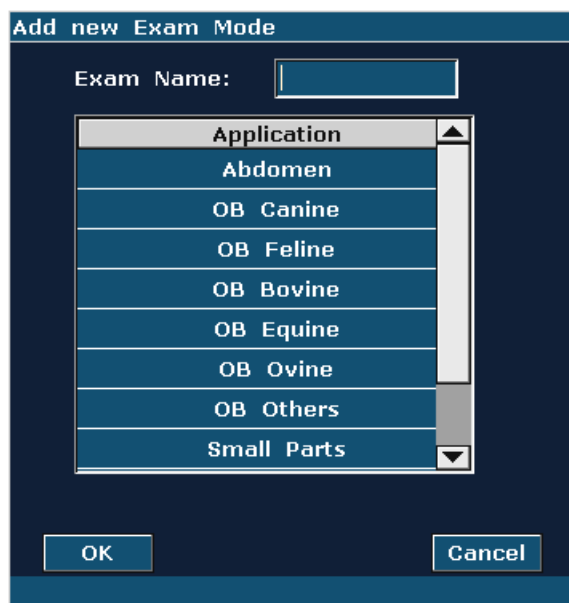 Add new Exam Mode
Exam Name:
Application
Abdomen
OB Canine
OB Feline
OB Bovine
OB Equine
OB Ovine
OB Others
Small Parts
OK Cancel